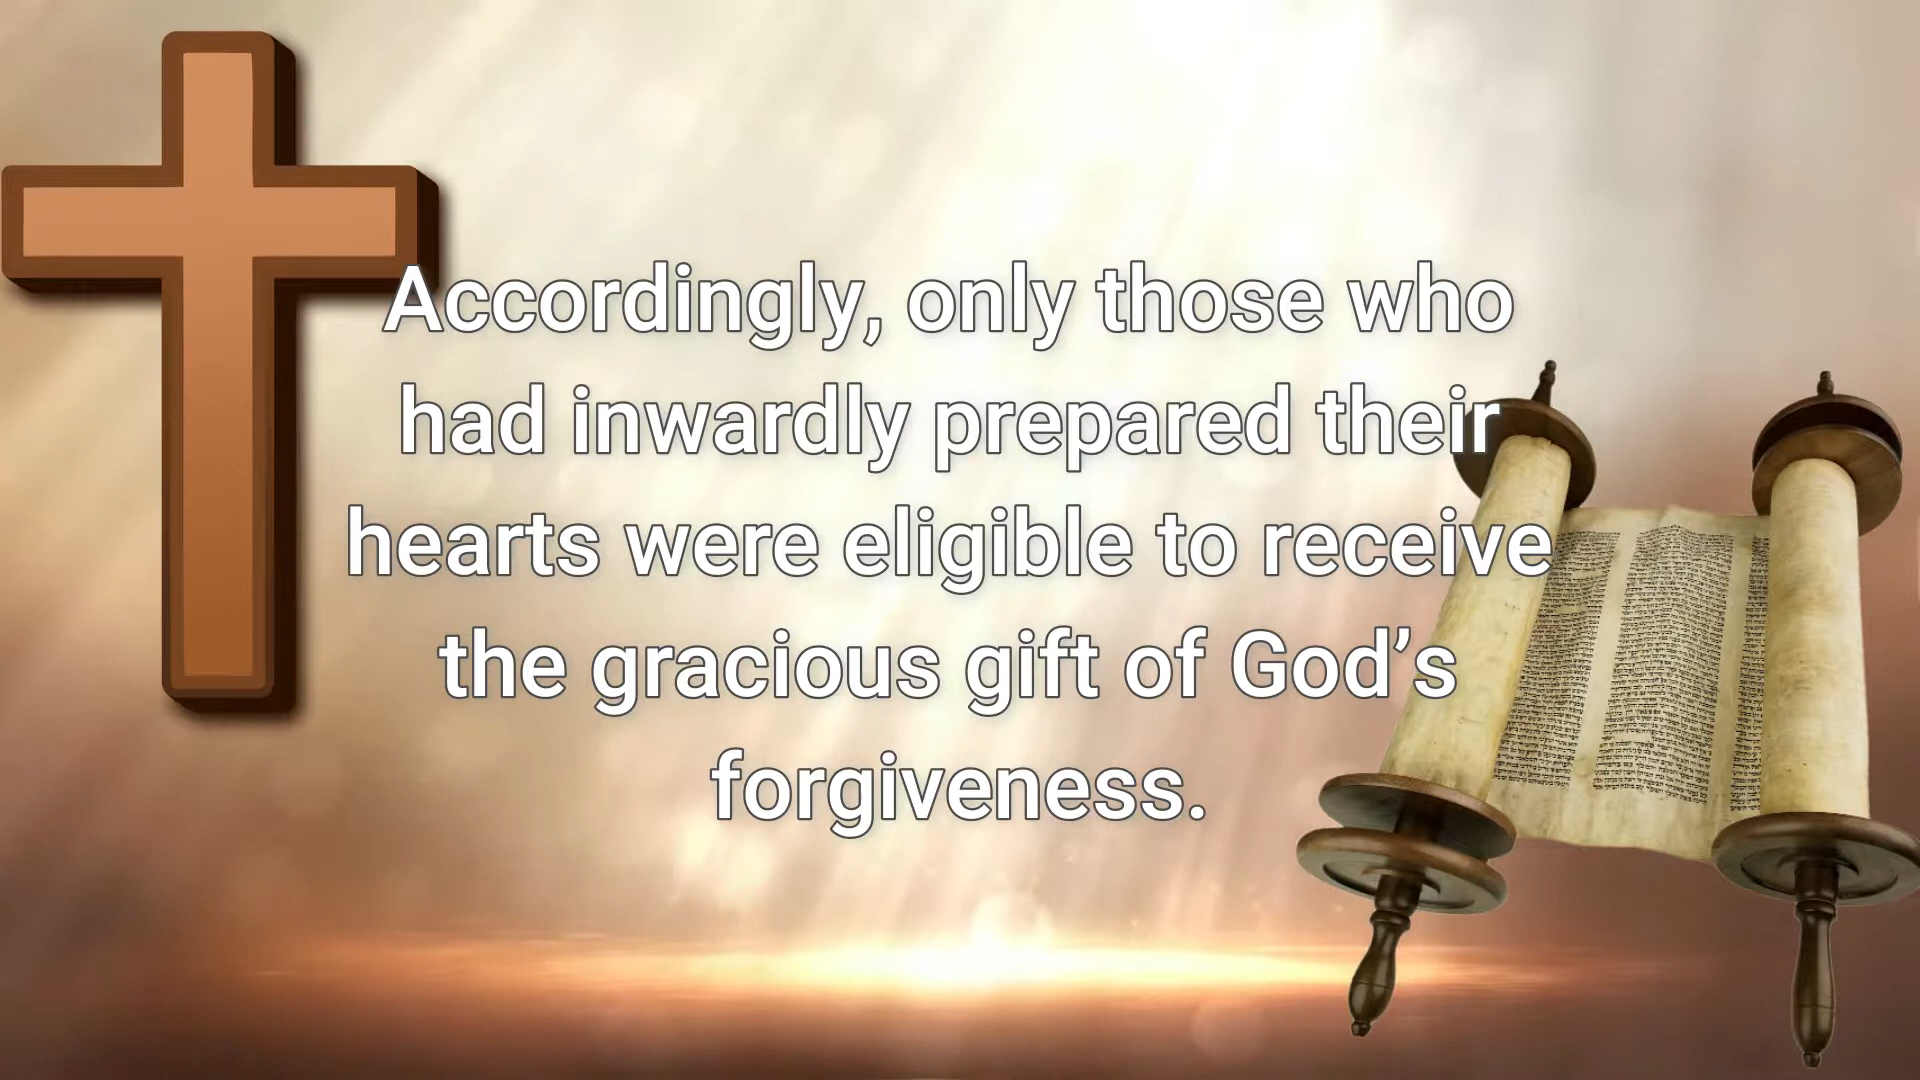 Accordingly, only those who
had inwardly prepared their
hearts were eligible to receive
the gracious gift of God’s
forgiveness.